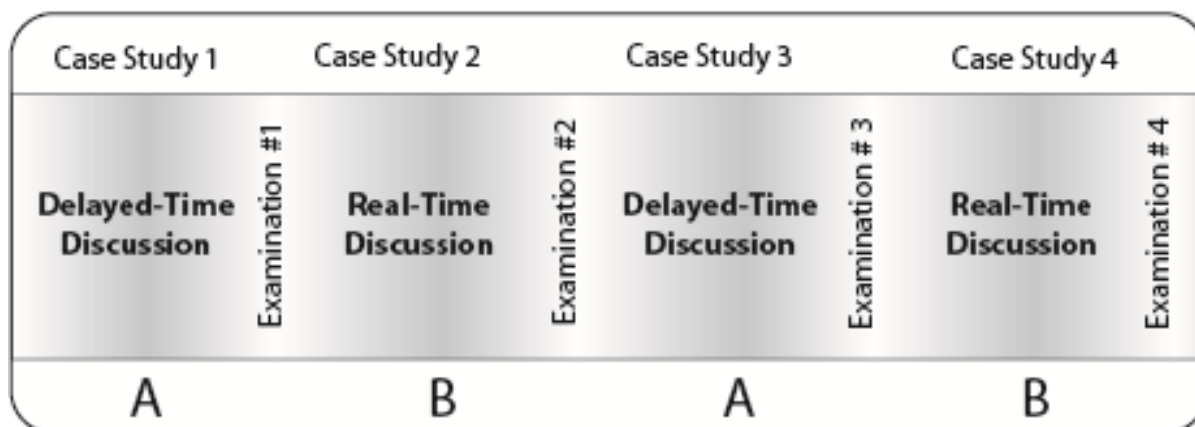 Case Study 1
Case Study 2
Case Study 3
Case Study 4
Delayed-Time
Discussion
Examination #1
Real-Time
Discussion
Examination #2
Delayed-Time
Discussion
Examination # 3
Real-Time
Discussion
Examination # 4
A
B
A
B